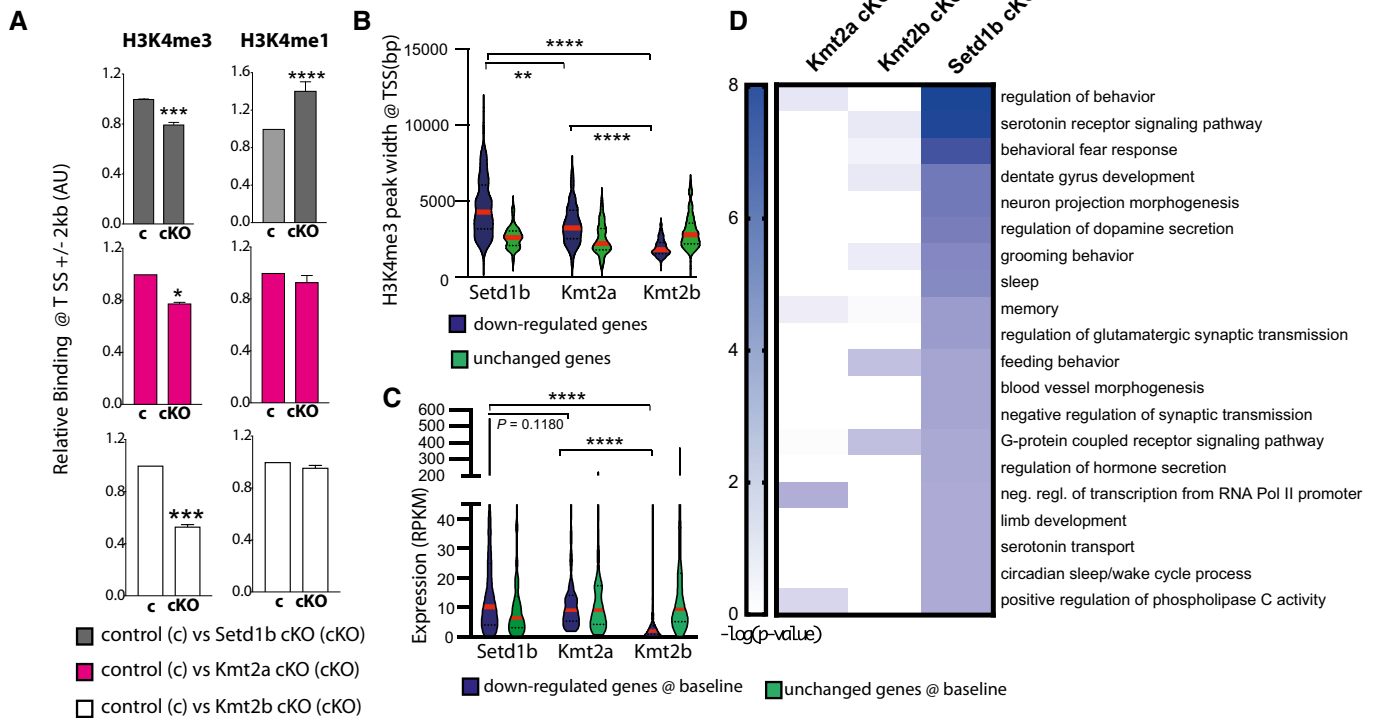 A
H3K4me3
H3K4me1
Relative Binding @ T SS +/- 2kb (AU)
1.2
0.8
0.4
0.0
***
c cKO
1.6
1.2
0.8
0.4
0.0
****
c cKO
1.2
0.8
0.4
0.0
*
c cKO
1.2
0.8
0.4
0.0
c cKO
1.2
0.8
0.4
0.0
***
c cKO
1.2
0.8
0.4
0.0
c cKO
control (c) vs Setd1b cKO (cKO)
control (c) vs Kmt2a cKO (cKO)
control (c) vs Kmt2b cKO (cKO)
B
H3K4me3 peak width @ TSS(bp)
15000
10000
5000
0
****
**
****
Setd1b Kmt2a Kmt2b
down-regulated genes
unchanged genes
C
Expression (RPKM)
600
500
400
300
200
40
30
20
10
0
****
P = 0.1180
****
Setd1b Kmt2a Kmt2b
down-regulated genes @ baseline
unchanged genes @ baseline
D
Kmt2a cKO
Kmt2b cKO
Setd1b cKO
8
6
4
2
0
-log(p-value)
regulation of behavior
serotonin receptor signaling pathway
behavioral fear response
dentate gyrus development
neuron projection morphogenesis
regulation of dopamine secretion
grooming behavior
sleep
memory
regulation of glutamatergic synaptic transmission
feeding behavior
blood vessel morphogenesis
negative regulation of synaptic transmission
G-protein coupled receptor signaling pathway
regulation of hormone secretion
neg. regl. of transcription from RNA Pol II promoter
limb development
serotonin transport
circadian sleep/wake cycle process
positive regulation of phospholipase C activity